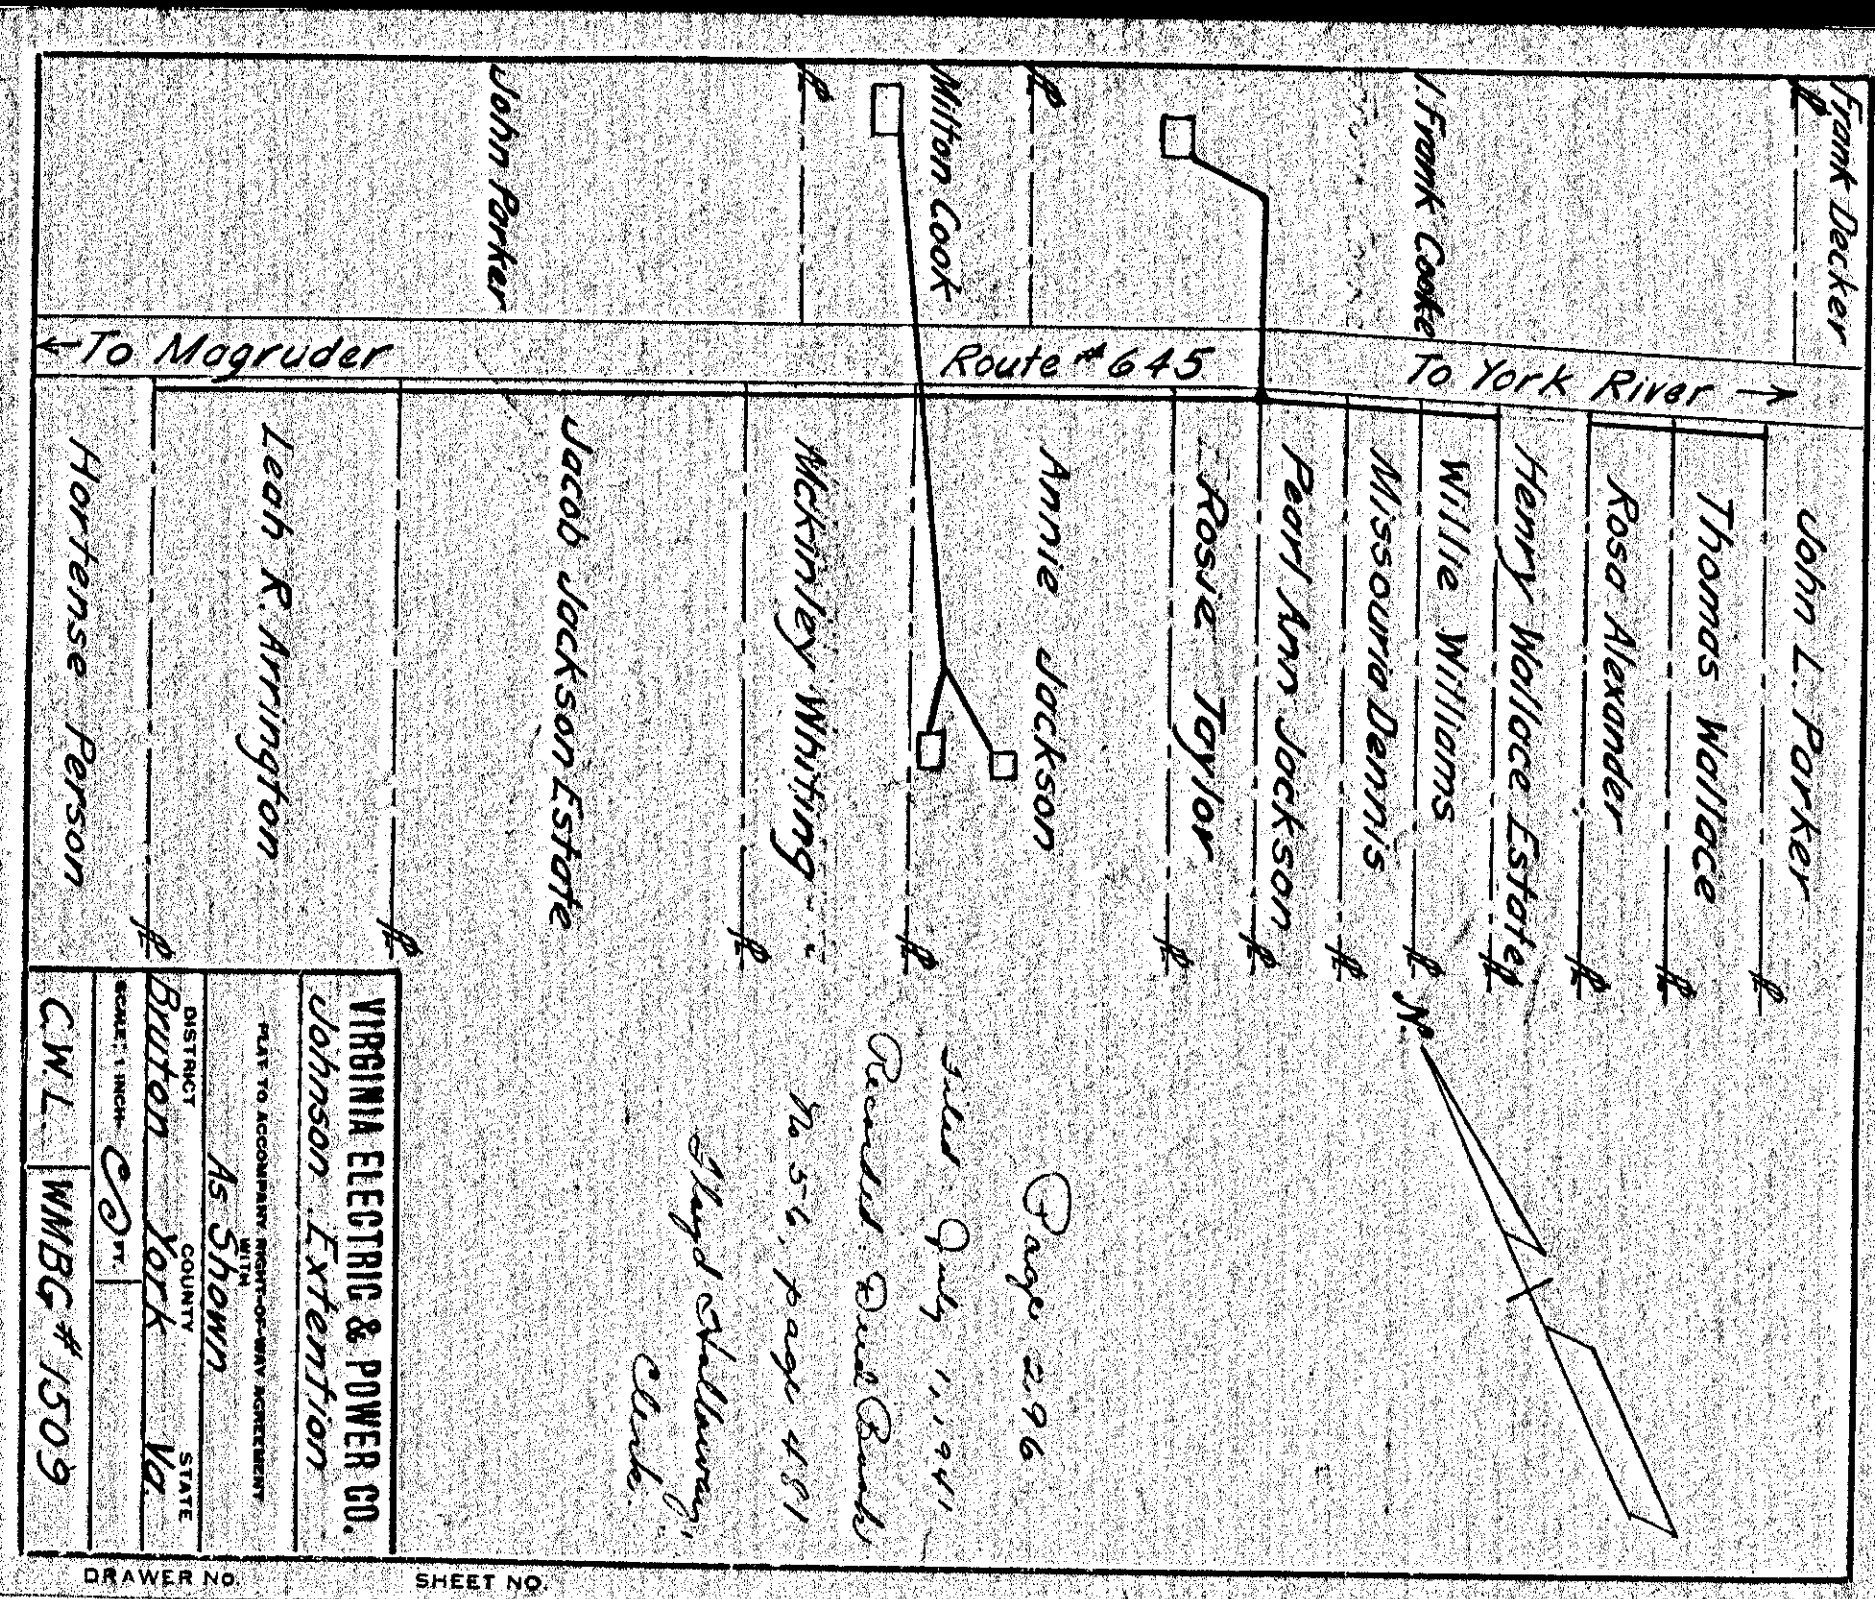 Frank Decker
J. Frank Cooke
Milton Cook
John Parker
← To Magruder
Route # 645
To York River →
John L. Parker
Thomas Wallace
Rosa Alexander
Henry Wallace Estate
Willie Williams
Missouria Dennis
Pearl Ann Jackson
Rosie Taylor
Annie Jackson
McKinley Whiting
Jacob Jackson Estate
Leah R. Arrington
Hortense Person
N.
Page 296
Filed July 1, 1941
Recorded: Deed Book
No 56, page 481
Floyd Holloway,
Clerk.
VIRGINIA ELECTRIC & POWER CO.
Johnson Extention
PLAT TO ACCOMPANY RIGHT-OF-WAY AGREEMENT
WITH
As Shown
DISTRICT COUNTY STATE
Bruton York Va.
SCALE: 1 INCH= FT.
C.W.L. WMBG # 1509
DRAWER NO. SHEET NO.